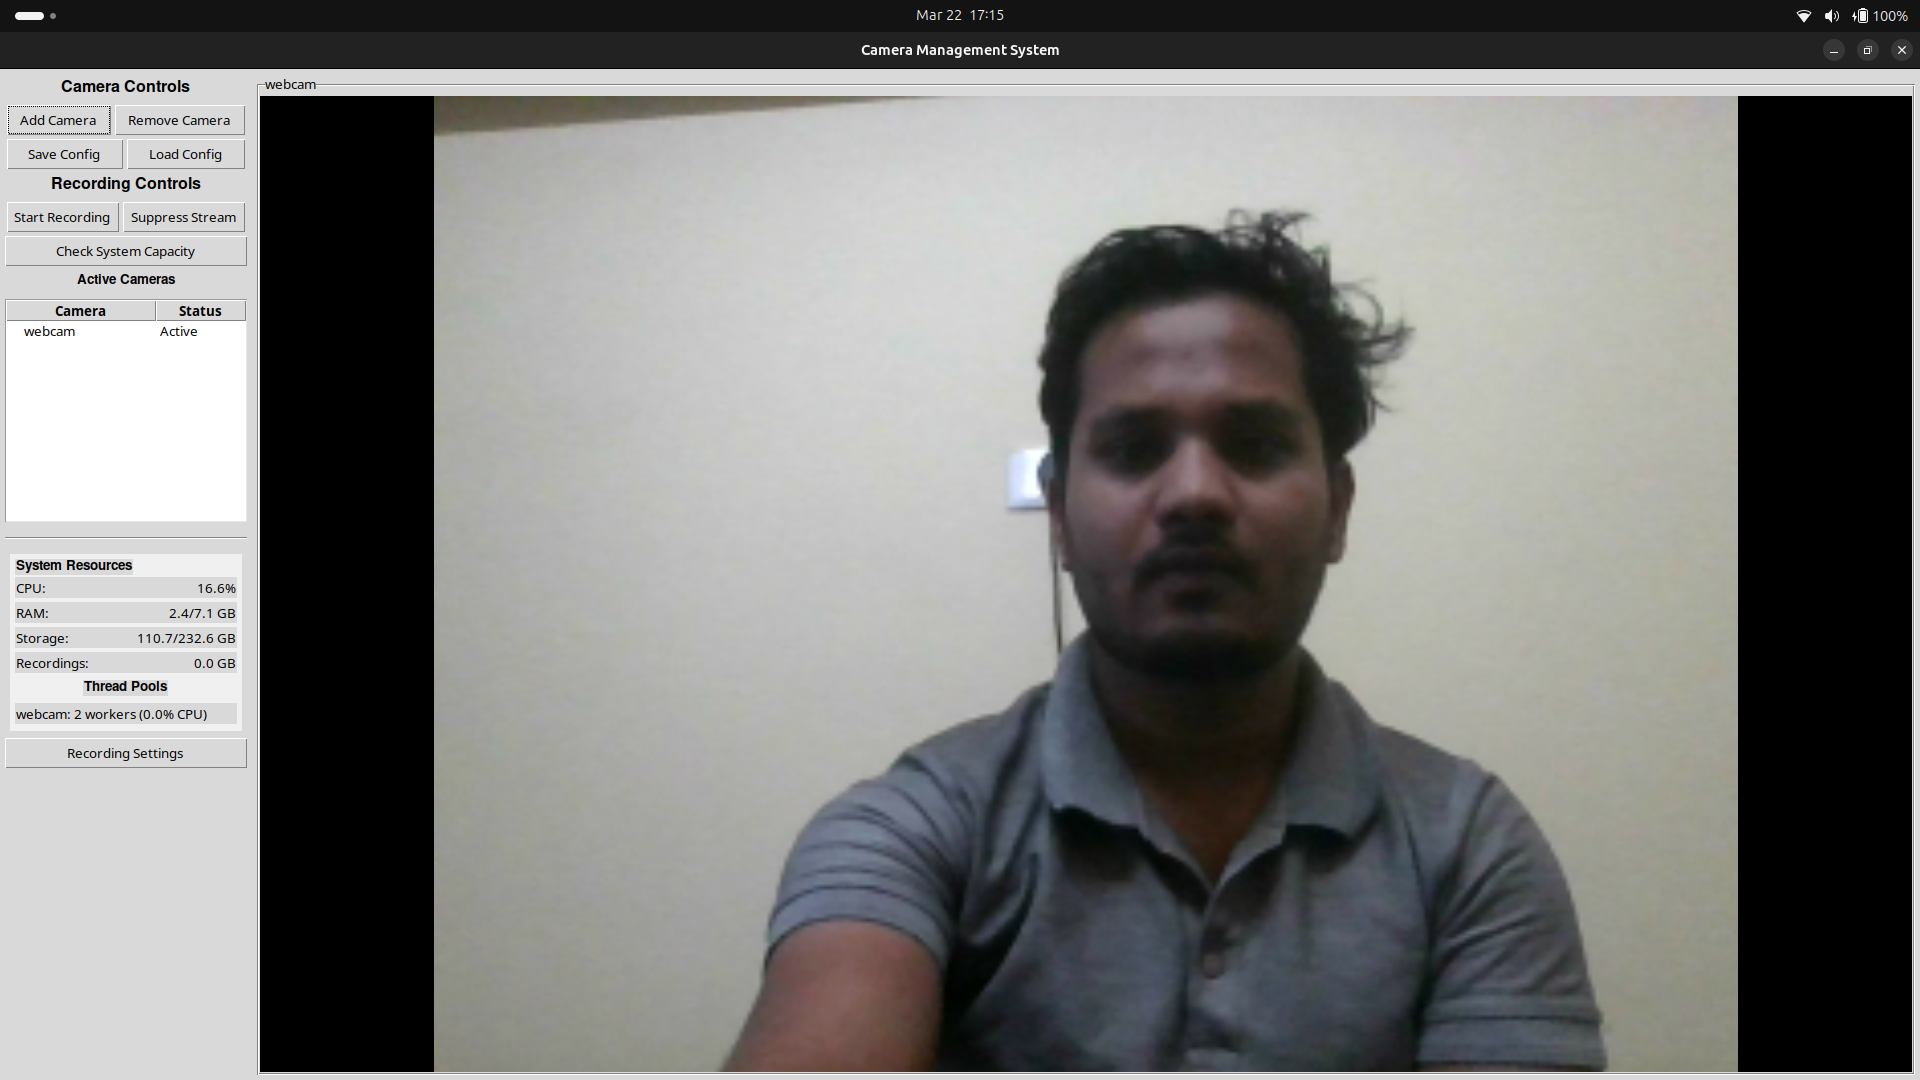 Mar 22 17:15
100%
Camera Management System
Camera Controls
Add Camera Remove Camera
Save Config Load Config
Recording Controls
Start Recording Suppress Stream
Check System Capacity
Active Cameras
Camera Status
webcam Active
System Resources
CPU: 16.6%
RAM: 2.4/7.1 GB
Storage: 110.7/232.6 GB
Recordings: 0.0 GB
Thread Pools
webcam: 2 workers (0.0% CPU)
Recording Settings
webcam